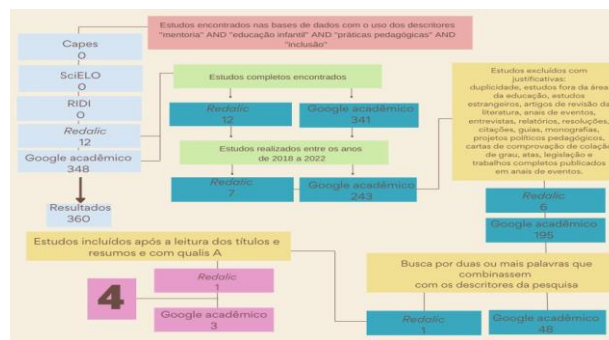 Estudos encontrados nas bases de dados com o uso dos descritores
"mentoria" AND "educação infantil" AND "práticas pedagógicas" AND
"inclusão"
Capes
0
SciELO
0
RIDI
0
Redalic
12
Google acadêmico
348
Resultados
360
Estudos completos encontrados
Redalic
12
Google acadêmico
341
Estudos realizados entre os anos
de 2018 a 2022
Redalic
7
Google acadêmico
243
Estudos excluídos com
justificativas:
duplicidade, estudos fora da área
da educação, estudos
estrangeiros, artigos de revisão da
literatura, anais de eventos,
entrevistas, relatórios, resoluções,
citações, guias, monografias,
projetos políticos pedagógicos,
cartas de comprovação de colação
de grau, atas, legislação e
trabalhos completos publicados
em anais de eventos.
Redalic
6
Google acadêmico
195
Busca por duas ou mais palavras que
combinassem
com os descritores da pesquisa
Redalic
1
Google acadêmico
48
Estudos incluídos após a leitura dos títulos e
resumos e com qualis A
Redalic
1
4
Google acadêmico
3